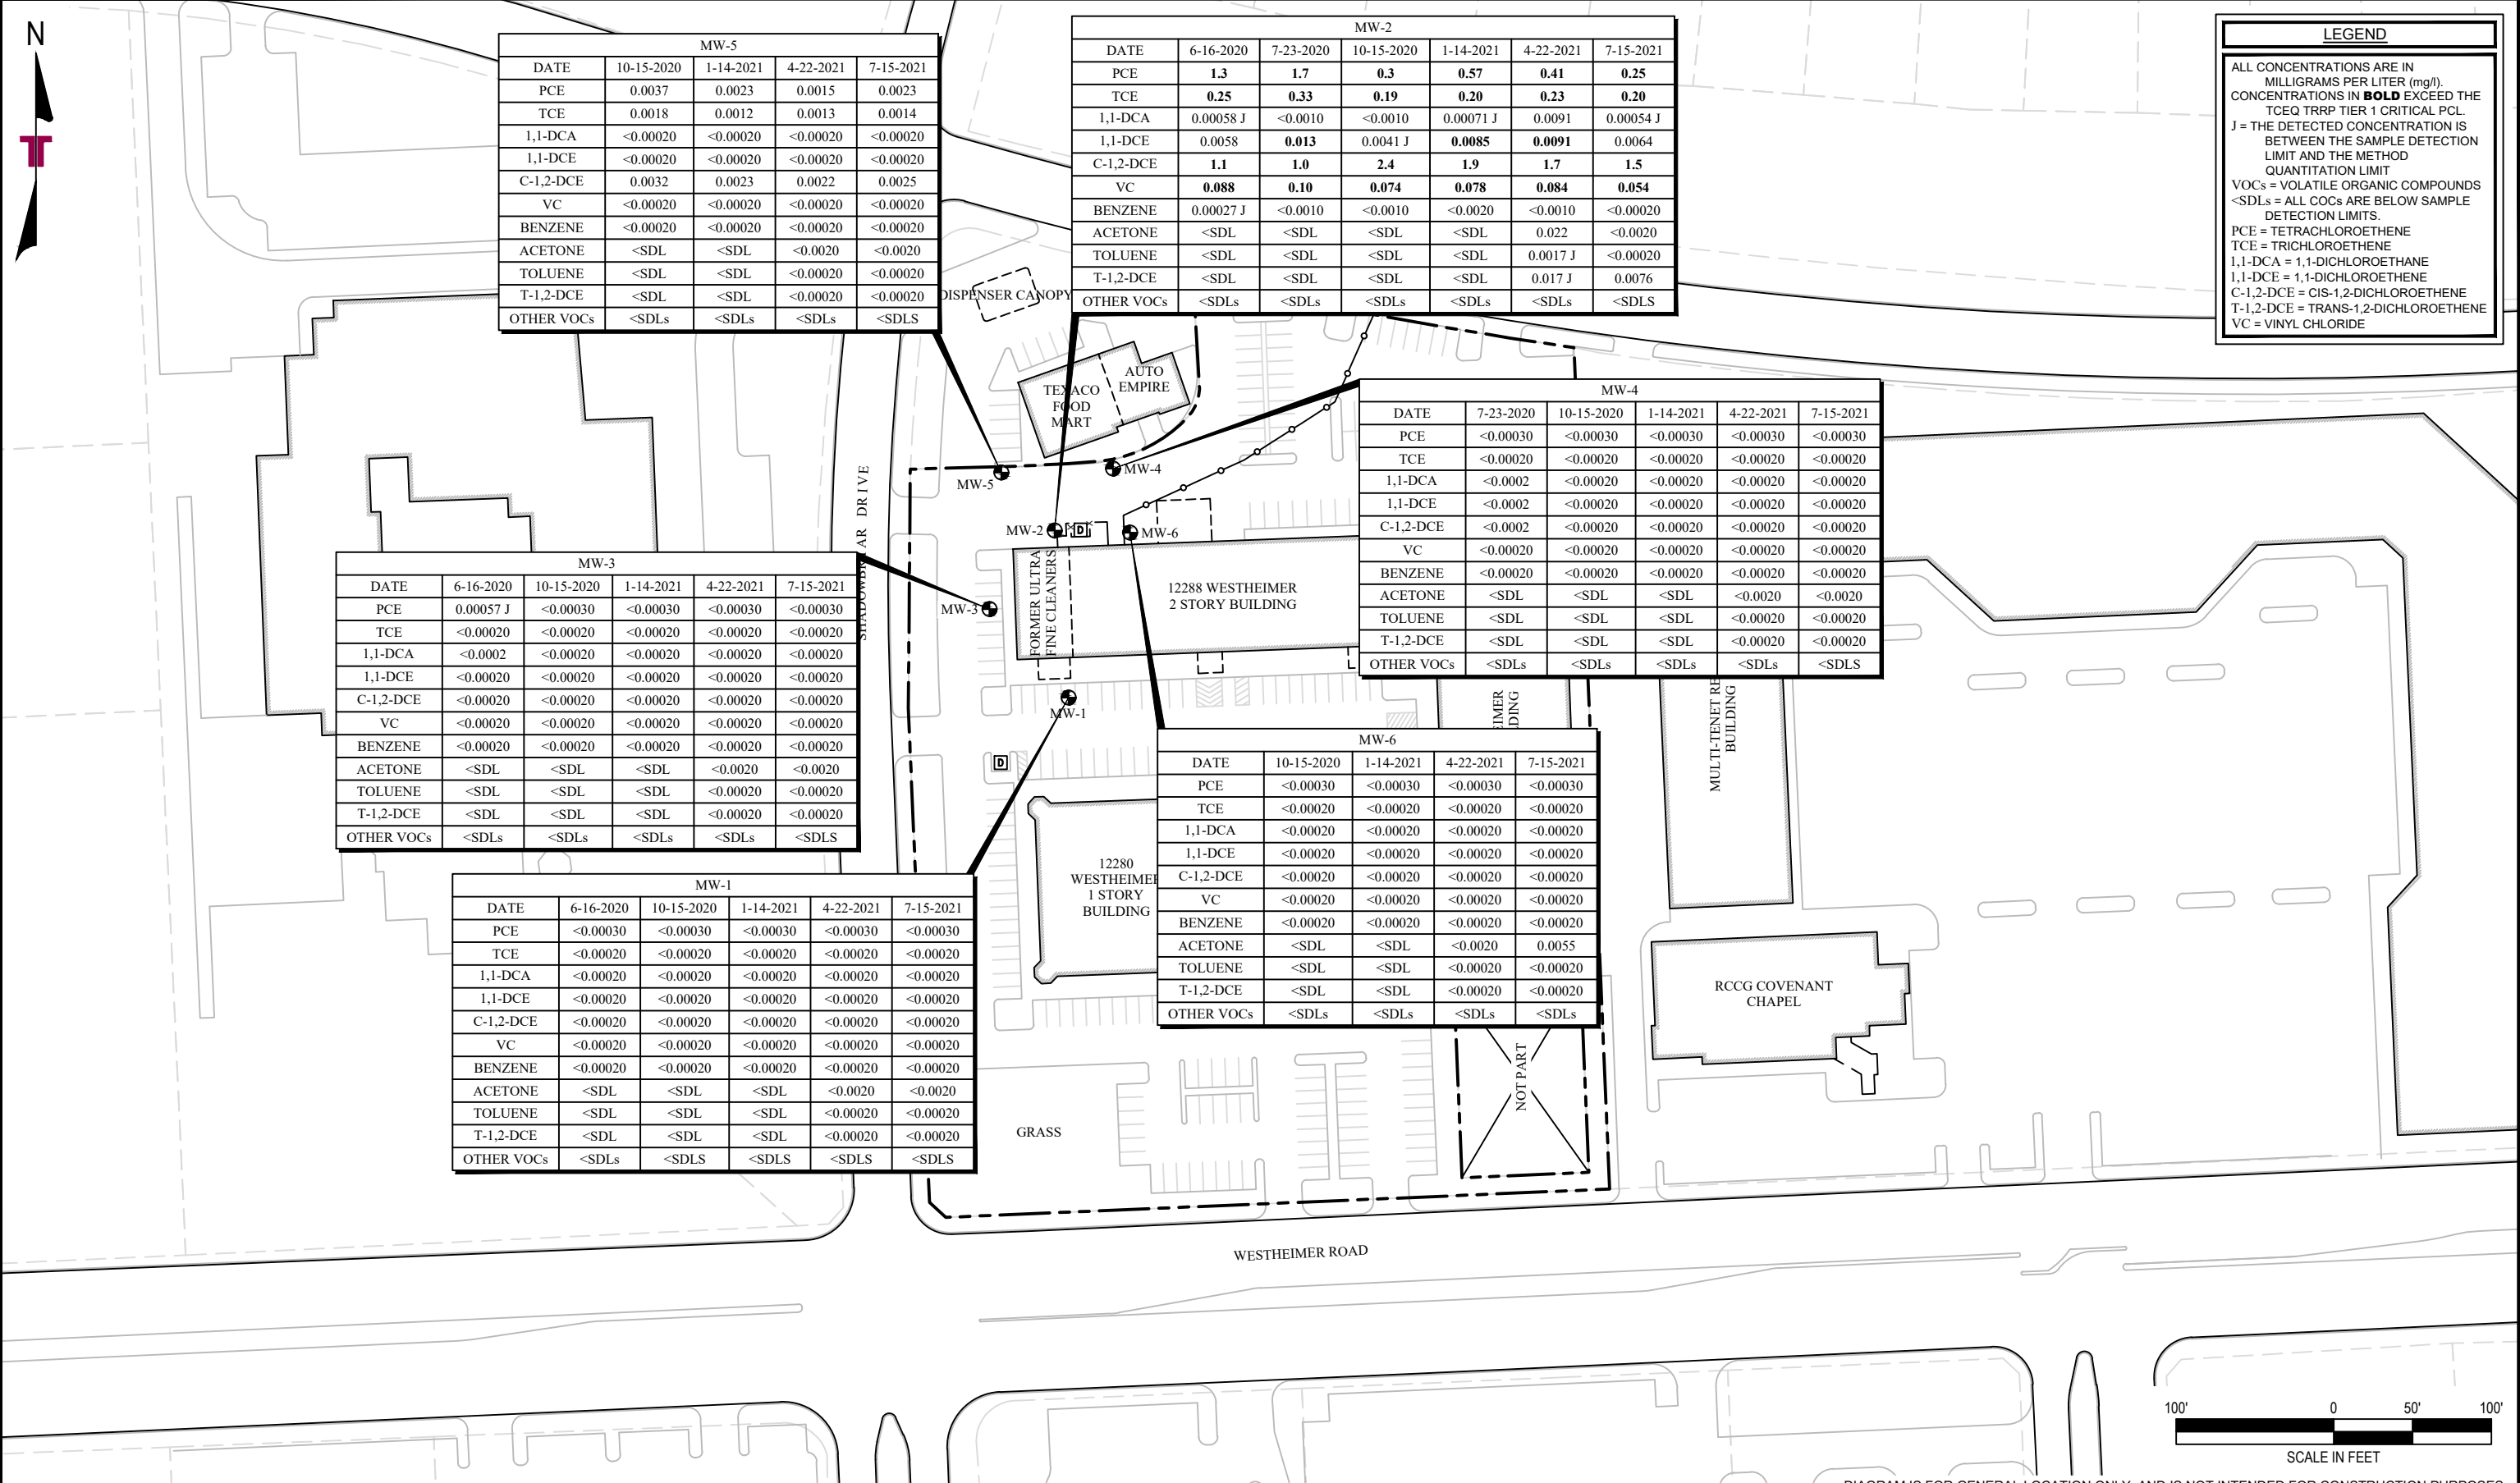 N
MW-5
DATE 10-15-2020 1-14-2021 4-22-2021 7-15-2021
PCE 0.0037 0.0023 0.0015 0.0023
TCE 0.0018 0.0012 0.0013 0.0014
1,1-DCA <0.00020 <0.00020 <0.00020 <0.00020
1,1-DCE <0.00020 <0.00020 <0.00020 <0.00020
C-1,2-DCE 0.0032 0.0023 0.0022 0.0025
VC <0.00020 <0.00020 <0.00020 <0.00020
BENZENE <0.00020 <0.00020 <0.00020 <0.00020
ACETONE <SDL <SDL <0.0020 <0.0020
TOLUENE <SDL <SDL <0.00020 <0.00020
T-1,2-DCE <SDL <SDL <0.00020 <0.00020
OTHER VOCs <SDLs <SDLs <SDLs <SDLS
MW-2
DATE 6-16-2020 7-23-2020 10-15-2020 1-14-2021 4-22-2021 7-15-2021
PCE 1.3 1.7 0.3 0.57 0.41 0.25
TCE 0.25 0.33 0.19 0.20 0.23 0.20
1,1-DCA 0.00058 J <0.0010 <0.0010 0.00071 J 0.0091 0.00054 J
1,1-DCE 0.0058 0.013 0.0041 J 0.0085 0.0091 0.0064
C-1,2-DCE 1.1 1.0 2.4 1.9 1.7 1.5
VC 0.088 0.10 0.074 0.078 0.084 0.054
BENZENE 0.00027 J <0.0010 <0.0010 <0.0020 <0.0010 <0.00020
ACETONE <SDL <SDL <SDL <SDL 0.022 <0.0020
TOLUENE <SDL <SDL <SDL <SDL 0.0017 J <0.00020
T-1,2-DCE <SDL <SDL <SDL <SDL 0.017 J 0.0076
OTHER VOCs <SDLs <SDLs <SDLs <SDLs <SDLs <SDLS
LEGEND
ALL CONCENTRATIONS ARE IN
MILLIGRAMS PER LITER (mg/l).
CONCENTRATIONS IN BOLD EXCEED THE
TCEQ TRRP TIER 1 CRITICAL PCL.
J = THE DETECTED CONCENTRATION IS
BETWEEN THE SAMPLE DETECTION
LIMIT AND THE METHOD
QUANTITATION LIMIT
VOCs = VOLATILE ORGANIC COMPOUNDS
<SDLs = ALL COCs ARE BELOW SAMPLE
DETECTION LIMITS.
PCE = TETRACHLOROETHENE
TCE = TRICHLOROETHENE
1,1-DCA = 1,1-DICHLOROETHANE
1,1-DCE = 1,1-DICHLOROETHENE
C-1,2-DCE = CIS-1,2-DICHLOROETHENE
T-1,2-DCE = TRANS-1,2-DICHLOROETHENE
VC = VINYL CHLORIDE
DISPENSER CANOPY
TEXACO
FOOD
MART
AUTO
EMPIRE
MW-4
DATE 7-23-2020 10-15-2020 1-14-2021 4-22-2021 7-15-2021
PCE <0.00030 <0.00030 <0.00030 <0.00030 <0.00030
TCE <0.00020 <0.00020 <0.00020 <0.00020 <0.00020
1,1-DCA <0.0002 <0.00020 <0.00020 <0.00020 <0.00020
1,1-DCE <0.0002 <0.00020 <0.00020 <0.00020 <0.00020
C-1,2-DCE <0.0002 <0.00020 <0.00020 <0.00020 <0.00020
VC <0.00020 <0.00020 <0.00020 <0.00020 <0.00020
BENZENE <0.00020 <0.00020 <0.00020 <0.00020 <0.00020
ACETONE <SDL <SDL <SDL <0.0020 <0.0020
TOLUENE <SDL <SDL <SDL <0.00020 <0.00020
T-1,2-DCE <SDL <SDL <SDL <0.00020 <0.00020
OTHER VOCs <SDLs <SDLs <SDLs <SDLs <SDLS
MW-5
MW-4
MW-2
D
MW-6
SHADOWBRIAR DRIVE
MW-3
FORMER ULTRA
FINE CLEANERS
12288 WESTHEIMER
2 STORY BUILDING
MW-1
MW-3
DATE 6-16-2020 10-15-2020 1-14-2021 4-22-2021 7-15-2021
PCE 0.00057 J <0.00030 <0.00030 <0.00030 <0.00030
TCE <0.00020 <0.00020 <0.00020 <0.00020 <0.00020
1,1-DCA <0.0002 <0.00020 <0.00020 <0.00020 <0.00020
1,1-DCE <0.00020 <0.00020 <0.00020 <0.00020 <0.00020
C-1,2-DCE <0.00020 <0.00020 <0.00020 <0.00020 <0.00020
VC <0.00020 <0.00020 <0.00020 <0.00020 <0.00020
BENZENE <0.00020 <0.00020 <0.00020 <0.00020 <0.00020
ACETONE <SDL <SDL <SDL <0.0020 <0.0020
TOLUENE <SDL <SDL <SDL <0.00020 <0.00020
T-1,2-DCE <SDL <SDL <SDL <0.00020 <0.00020
OTHER VOCs <SDLs <SDLs <SDLs <SDLs <SDLS
EIMER
DING
MULTI-TENET RE
BUILDING
D
12280
WESTHEIMER
1 STORY
BUILDING
MW-6
DATE 10-15-2020 1-14-2021 4-22-2021 7-15-2021
PCE <0.00030 <0.00030 <0.00030 <0.00030
TCE <0.00020 <0.00020 <0.00020 <0.00020
1,1-DCA <0.00020 <0.00020 <0.00020 <0.00020
1,1-DCE <0.00020 <0.00020 <0.00020 <0.00020
C-1,2-DCE <0.00020 <0.00020 <0.00020 <0.00020
VC <0.00020 <0.00020 <0.00020 <0.00020
BENZENE <0.00020 <0.00020 <0.00020 <0.00020
ACETONE <SDL <SDL <0.0020 0.0055
TOLUENE <SDL <SDL <0.00020 <0.00020
T-1,2-DCE <SDL <SDL <0.00020 <0.00020
OTHER VOCs <SDLs <SDLs <SDLs <SDLs
MW-1
DATE 6-16-2020 10-15-2020 1-14-2021 4-22-2021 7-15-2021
PCE <0.00030 <0.00030 <0.00030 <0.00030 <0.00030
TCE <0.00020 <0.00020 <0.00020 <0.00020 <0.00020
1,1-DCA <0.00020 <0.00020 <0.00020 <0.00020 <0.00020
1,1-DCE <0.00020 <0.00020 <0.00020 <0.00020 <0.00020
C-1,2-DCE <0.00020 <0.00020 <0.00020 <0.00020 <0.00020
VC <0.00020 <0.00020 <0.00020 <0.00020 <0.00020
BENZENE <0.00020 <0.00020 <0.00020 <0.00020 <0.00020
ACETONE <SDL <SDL <SDL <0.0020 <0.0020
TOLUENE <SDL <SDL <SDL <0.00020 <0.00020
T-1,2-DCE <SDL <SDL <SDL <0.00020 <0.00020
OTHER VOCs <SDLs <SDLS <SDLS <SDLS <SDLS
RCCG COVENANT
CHAPEL
NOT PART
GRASS
WESTHEIMER ROAD
100' 0 50' 100'
SCALE IN FEET
DIAGRAM IS FOR GENERAL LOCATION ONLY, AND IS NOT INTENDED FOR CONSTRUCTION PURPOSES